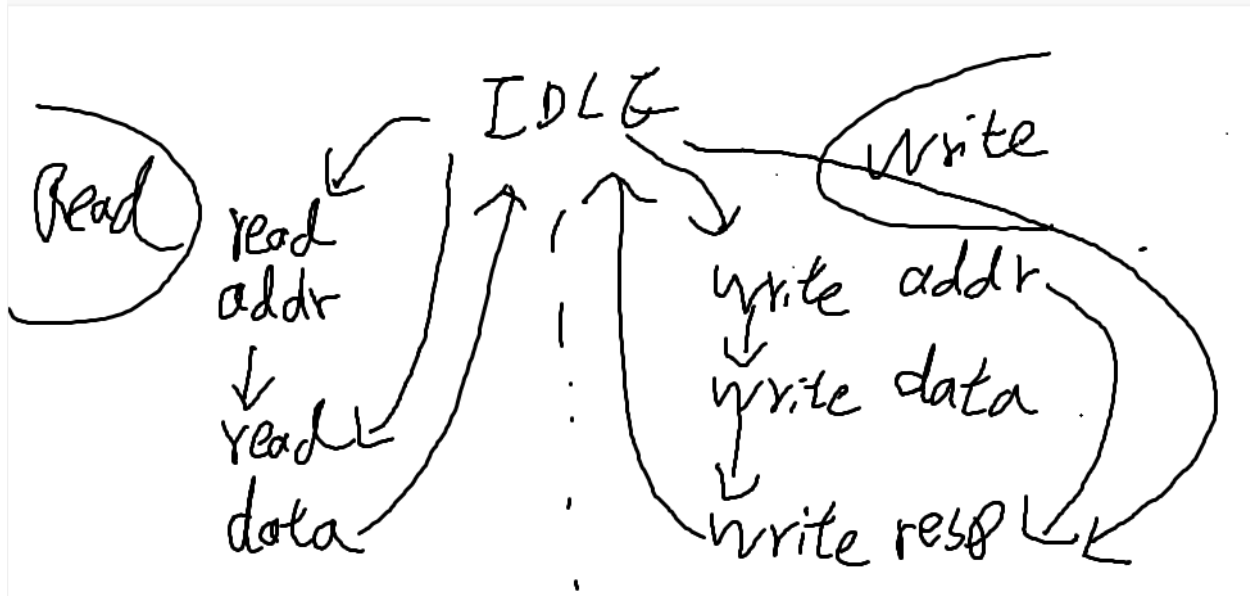 IDLE
Read
write
read
addr
read
data
write addr
write data
write resp